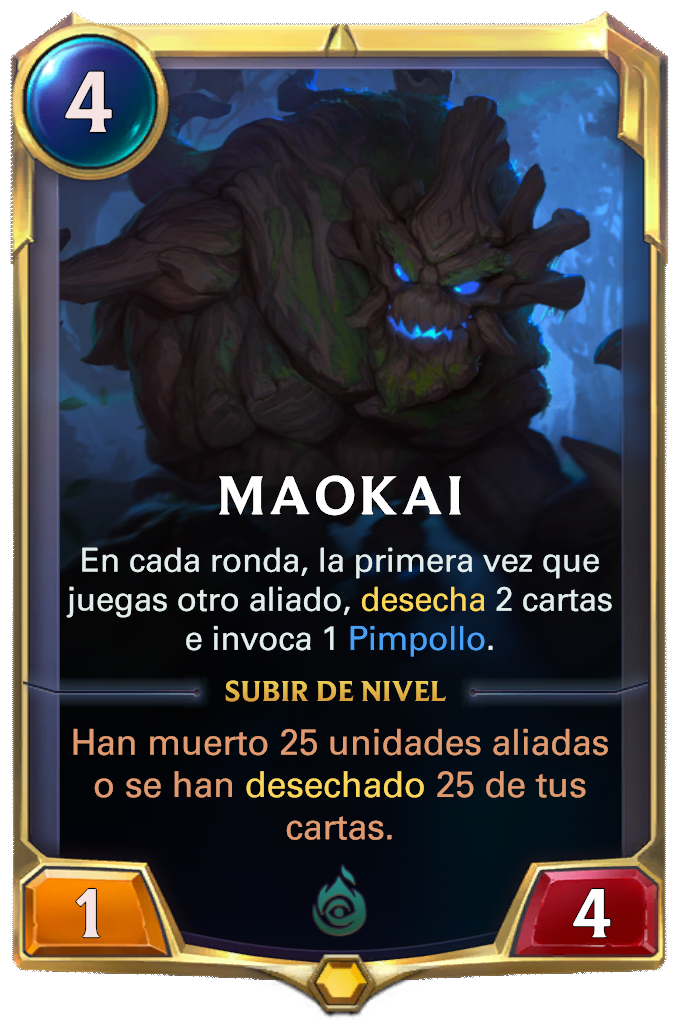 4
MAOKAI
En cada ronda, la primera vez que
juegas otro aliado, desecha 2 cartas
e invoca 1 Pimpollo.
SUBIR DE NIVEL
Han muerto 25 unidades aliadas
o se han desechado 25 de tus
cartas.
1
4